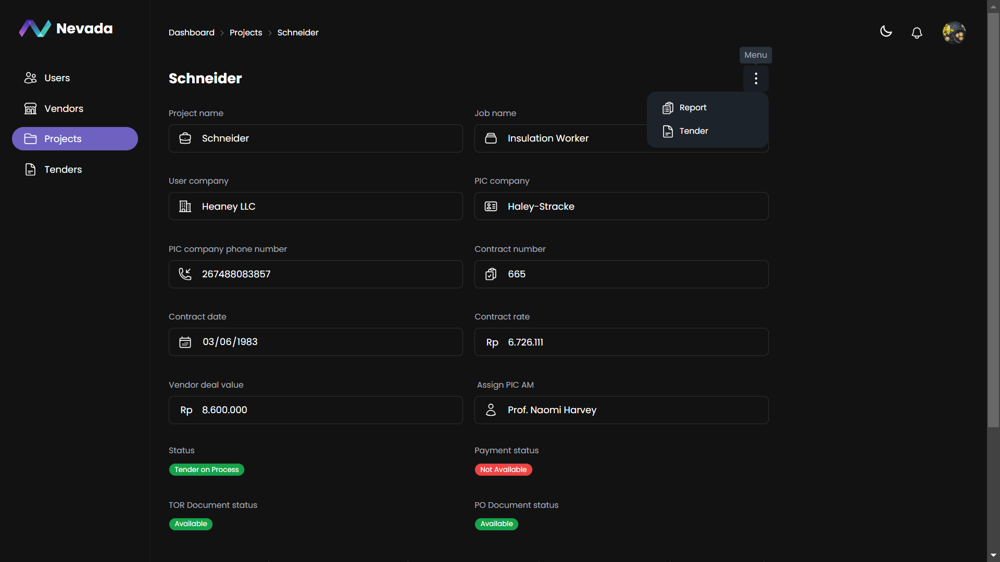 Nevada
Users
Vendors
Projects
Tenders
Dashboard > Projects > Schneider
Menu
Schneider
Report
Tender
Project name
Schneider
Job name
Insulation Worker
User company
Heaney LLC
PIC company
Haley-Stracke
PIC company phone number
267488083857
Contract number
665
Contract date
03/06/1983
Contract rate
Rp 6.726.111
Vendor deal value
Rp 8.600.000
Assign PIC AM
Prof. Naomi Harvey
Status
Tender on Process
Payment status
Not Available
TOR Document status
Available
PO Document status
Available